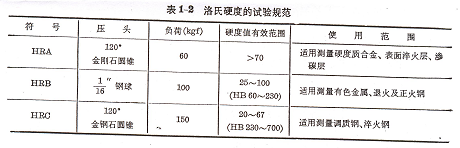 表 1-2 洛氏硬度的试验规范
符 号 压 头 负荷(kgf) 硬度值有效范围 使 用 范 围
HRA 120° 金刚石圆锥 60 >70 适用测量硬度质合金、表面淬火层、渗
碳层
HRB 1/16" 钢球 100 25~100 适用测量有色金属、退火及正火钢
(HB 60~230)
HRC 120° 金钢石圆锥 150 20~67 适用测量调质钢、淬火钢
(HB 230~700)